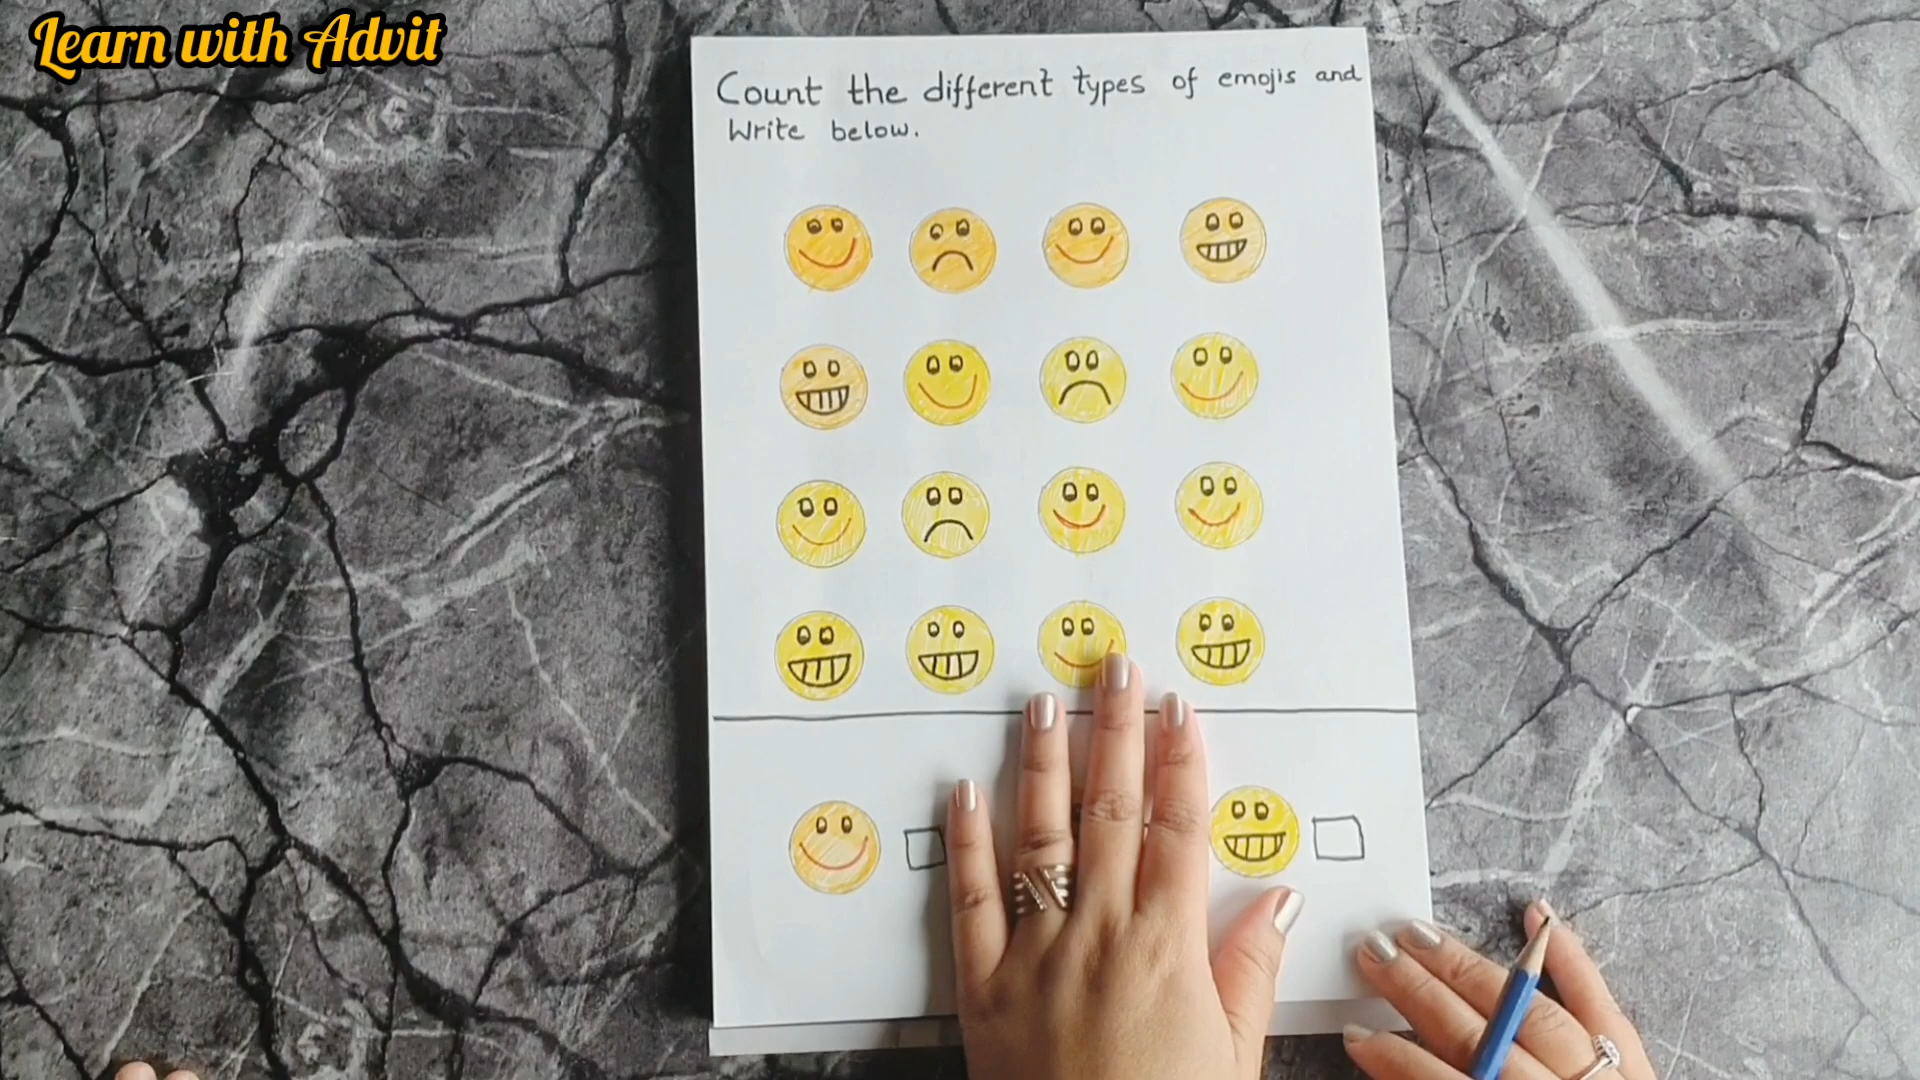 Learn with Advit
Count the different types of emojis and
Write below.